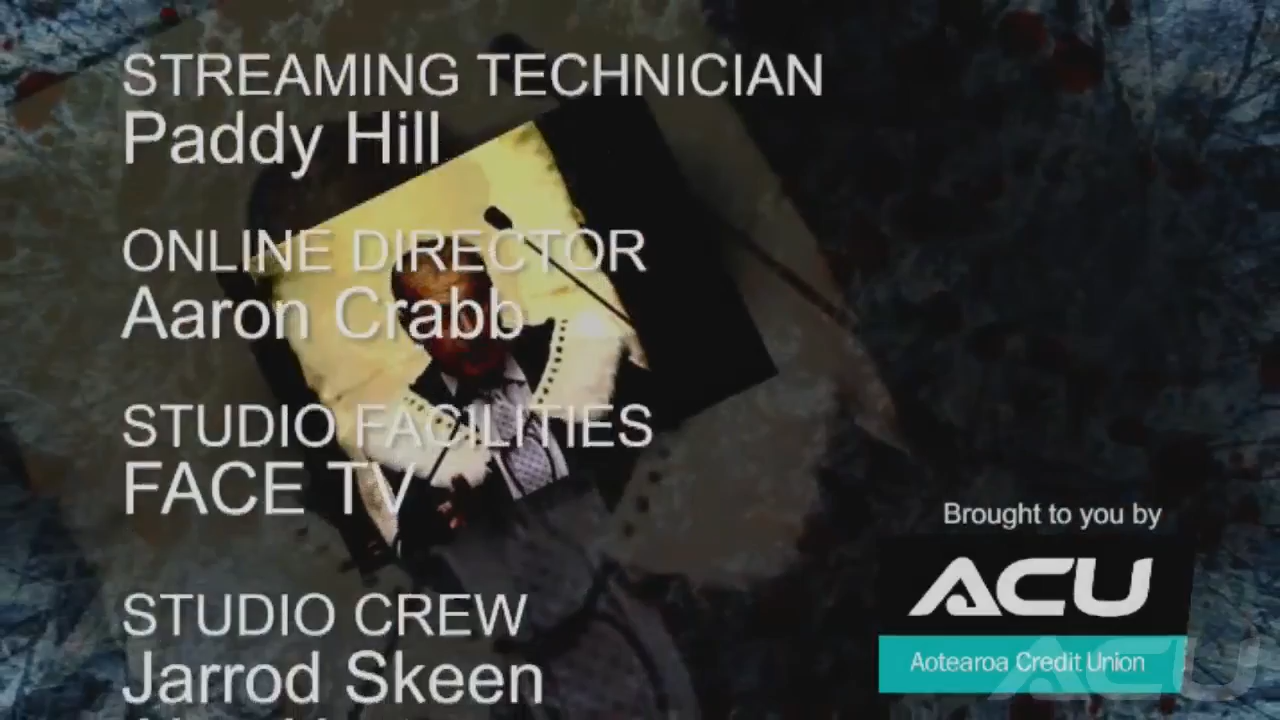 STREAMING TECHNICIAN
Paddy Hill
ONLINE DIRECTOR
Aaron Crabb
STUDIO FACILITIES
FACE TV
STUDIO CREW
Jarrod Skeen
Brought to you by
ACU
Aotearoa Credit Union
ACU